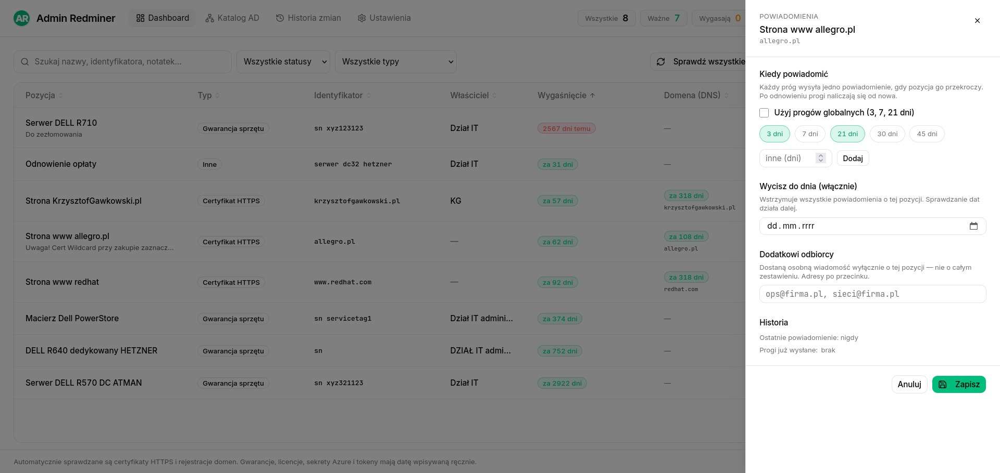 AR Admin Redminer Dashboard Katalog AD Historia zmian Ustawienia Wszystkie 8 Ważne 7 Wygasają 0
Szukaj nazwy, identyfikatora, notatek... Wszystkie statusy Wszystkie typy Sprawdź wszystkie
Pozycja Typ Identyfikator Właściciel Wygaśnięcie ↑ Domena (DNS)
Serwer DELL R710 Gwarancja sprzętu sn xyz123123 Dział IT 2567 dni temu —
Do zezłomowania
Odnowienie opłaty Inne serwer dc32 hetzner Dział IT za 31 dni —
Strona KrzysztofGawkowski.pl Certyfikat HTTPS krzysztofgawkowski.pl KG za 57 dni za 318 dni
krzysztofgawkowski.pl
Strona www allegro.pl Certyfikat HTTPS allegro.pl — za 62 dni za 108 dni
Uwaga! Cert Wildcard przy zakupie zaznacz... allegro.pl
Strona www redhat Certyfikat HTTPS www.redhat.com — za 92 dni za 318 dni
redhat.com
Macierz Dell PowerStore Gwarancja sprzętu sn servicetag1 Dział IT admini... za 374 dni —
DELL R640 dedykowany HETZNER Gwarancja sprzętu sn DZIAŁ IT admi... za 752 dni —
Serwer DELL R570 DC ATMAN Gwarancja sprzętu sn xyz321123 Dział IT za 2922 dni —
Automatycznie sprawdzane są certyfikaty HTTPS i rejestracje domen. Gwarancje, licencje, sekrety Azure i tokeny mają datę wpisywaną ręcznie.
POWIADOMIENIA
Strona www allegro.pl
allegro.pl
Kiedy powiadomić
Każdy próg wysyła jedno powiadomienie, gdy pozycja go przekroczy.
Po odnowieniu progi naliczają się od nowa.
Użyj progów globalnych (3, 7, 21 dni)
3 dni 7 dni 21 dni 30 dni 45 dni
inne (dni) Dodaj
Wycisz do dnia (włącznie)
Wstrzymuje wszystkie powiadomienia o tej pozycji. Sprawdzanie dat
działa dalej.
dd.mm.rrrr
Dodatkowi odbiorcy
Dostaną osobną wiadomość wyłącznie o tej pozycji — nie o całym
zestawieniu. Adresy po przecinku.
ops@firma.pl, sieci@firma.pl
Historia
Ostatnie powiadomienie: nigdy
Progi już wysłane: brak
Anuluj Zapisz